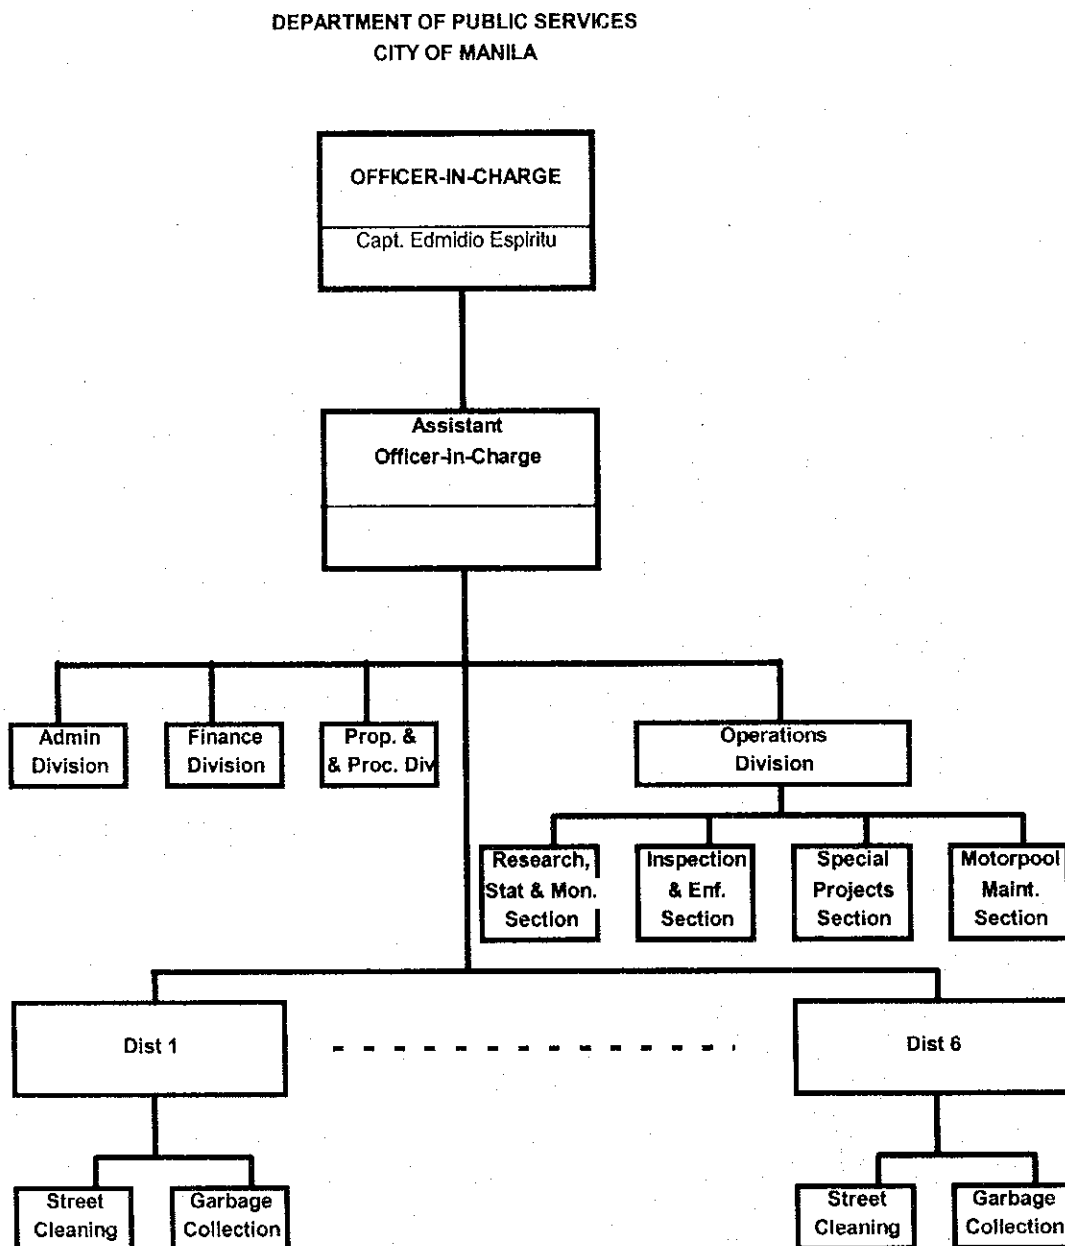 DEPARTMENT OF PUBLIC SERVICES
CITY OF MANILA
OFFICER-IN-CHARGE
Capt. Edmidio Espiritu
Assistant
Officer-in-Charge
Admin
Division
Finance
Division
Prop. &
& Proc. Div
Operations
Division
Research,
Stat & Mon.
Section
Inspection
& Enf.
Section
Special
Projects
Section
Motorpool
Maint.
Section
Dist 1
Dist 6
Street
Cleaning
Garbage
Collection
Street
Cleaning
Garbage
Collection